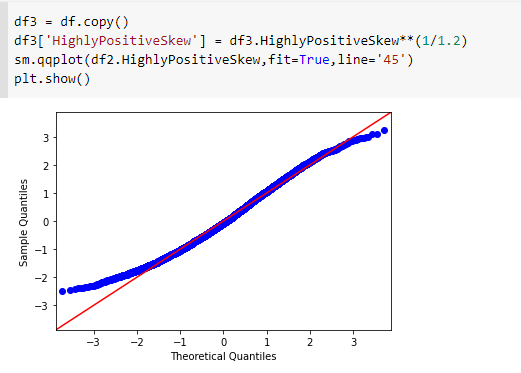 df3 = df.copy()
df3['HighlyPositiveSkew'] = df3.HighlyPositiveSkew**(1/1.2)
sm.qqplot(df2.HighlyPositiveSkew,fit=True,line='45')
plt.show()
3
2
1
0
−1
−2
−3
Sample Quantiles
−3 −2 −1 0 1 2 3
Theoretical Quantiles